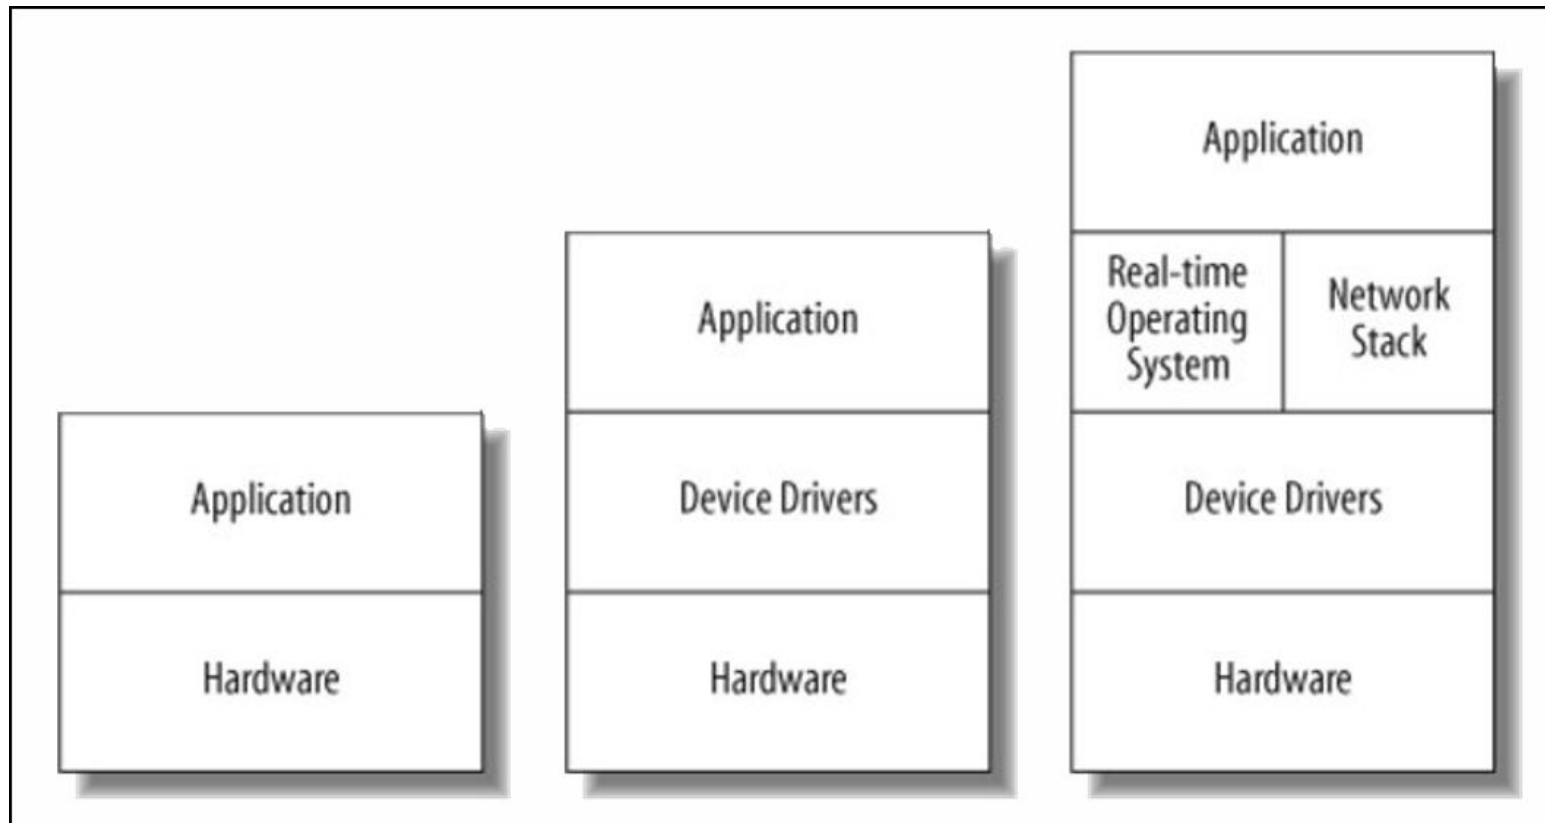 Application
Hardware
Application
Device Drivers
Hardware
Application
Real-time
Operating
System
Network
Stack
Device Drivers
Hardware